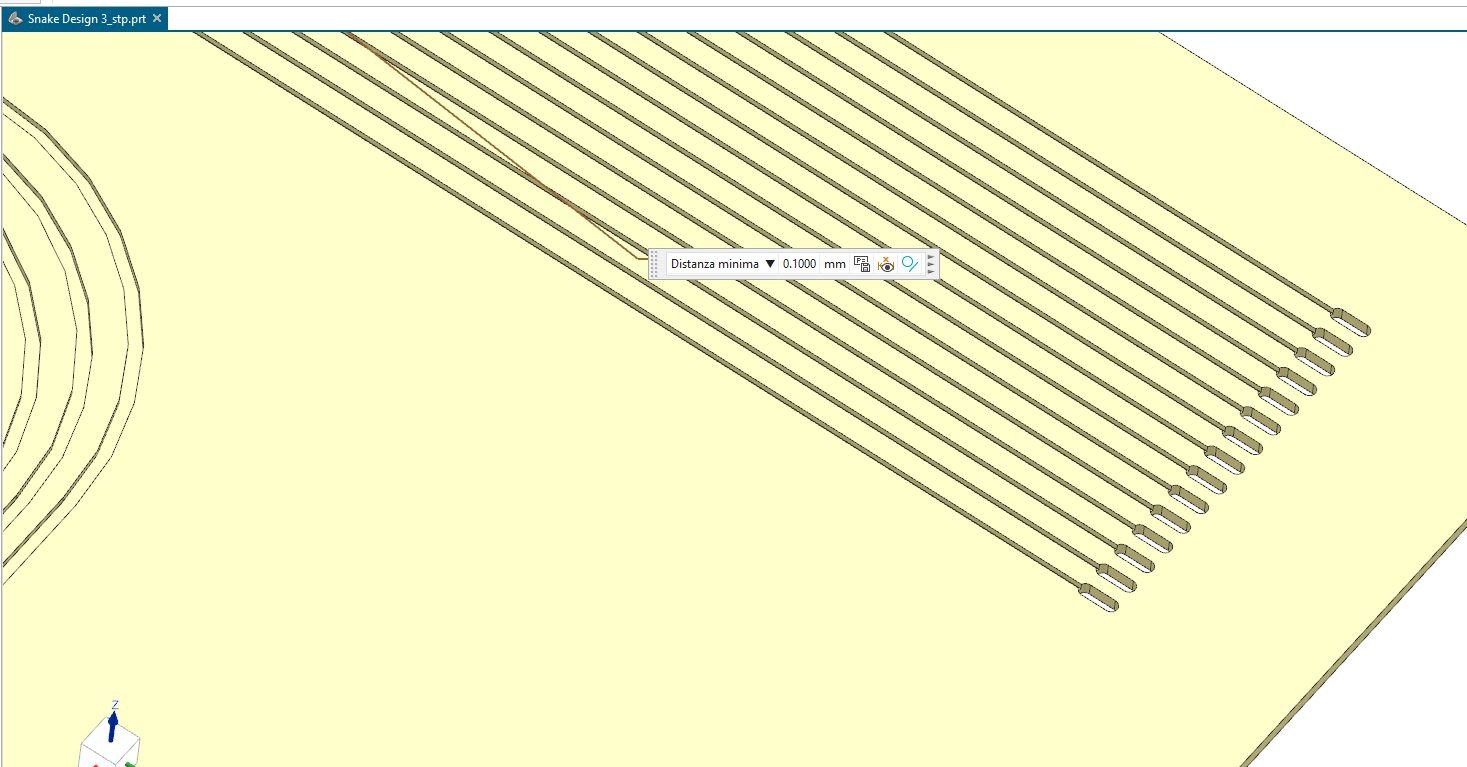 Snake Design 3_stp.prt
Distanza minima 0.1000 mm
Z